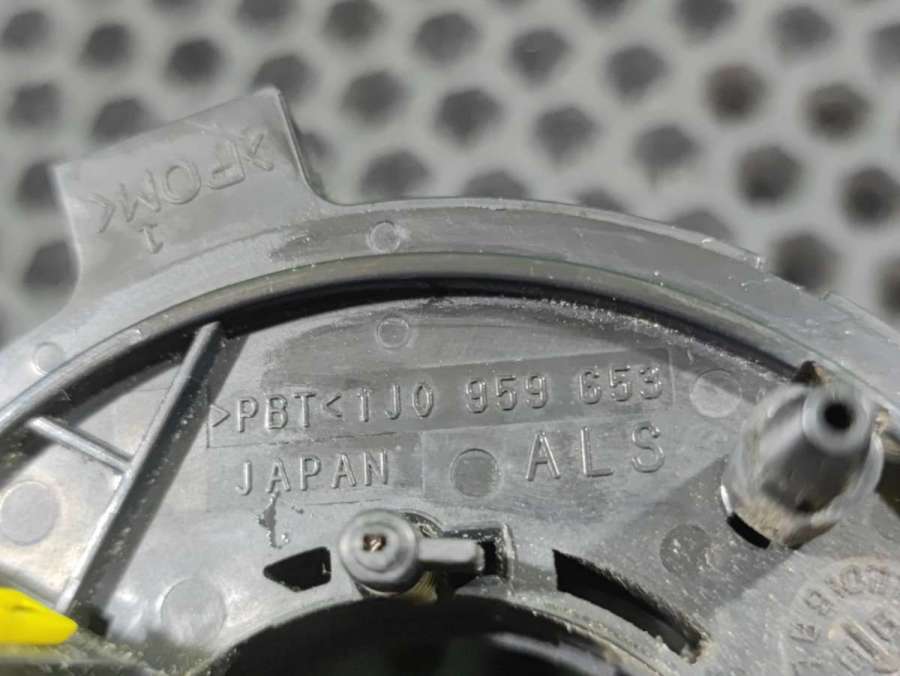 >POM<
1
>PBT< 1J0 959 653
JAPAN
ALS